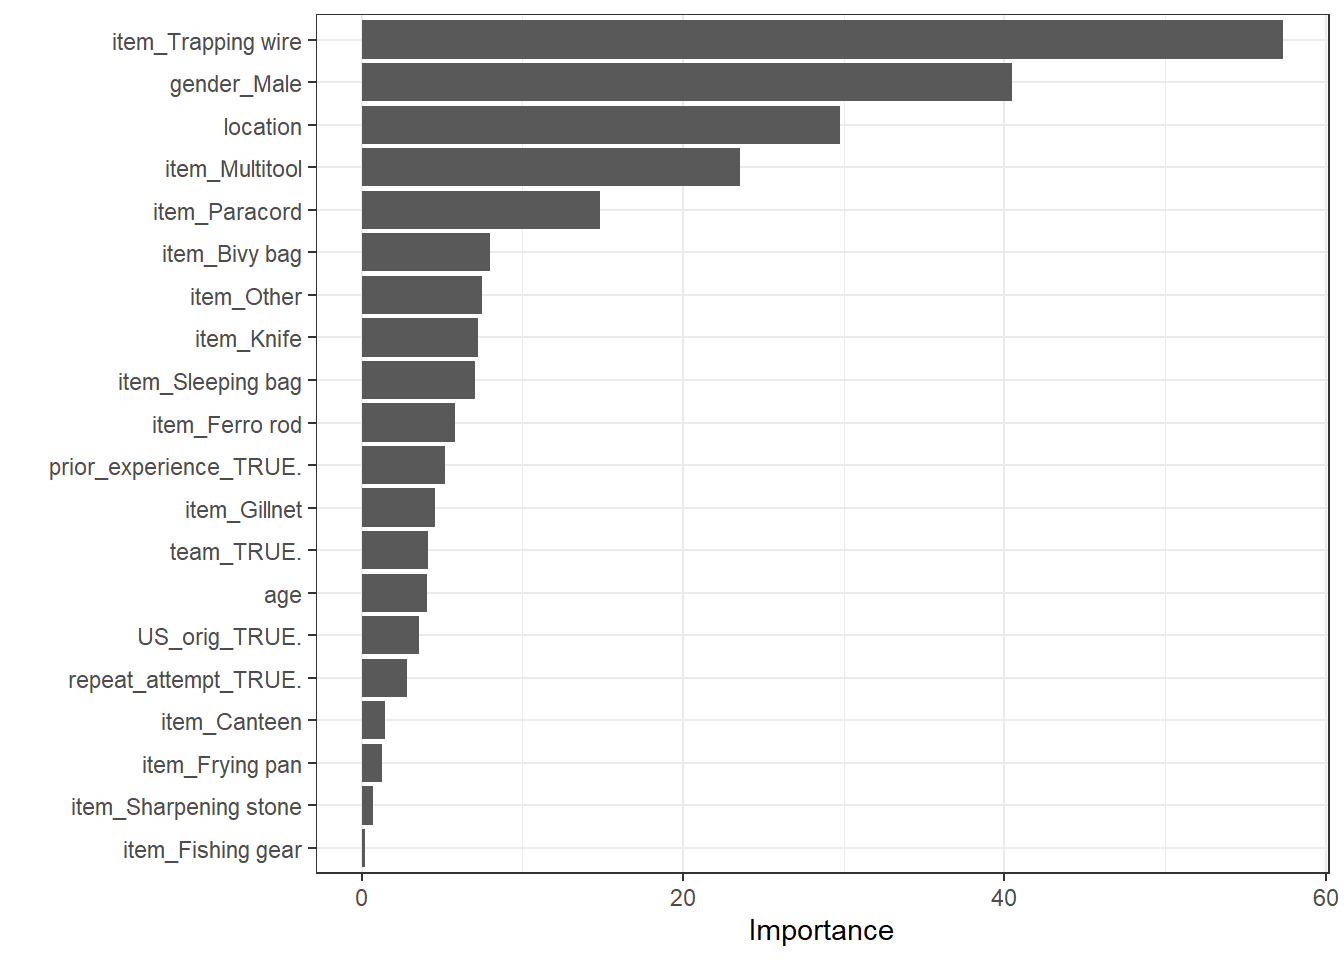 item_Trapping wire
gender_Male
location
item_Multitool
item_Paracord
item_Bivy bag
item_Other
item_Knife
item_Sleeping bag
item_Ferro rod
prior_experience_TRUE.
item_Gillnet
team_TRUE.
age
US_orig_TRUE.
repeat_attempt_TRUE.
item_Canteen
item_Frying pan
item_Sharpening stone
item_Fishing gear
0 20 40 60
Importance